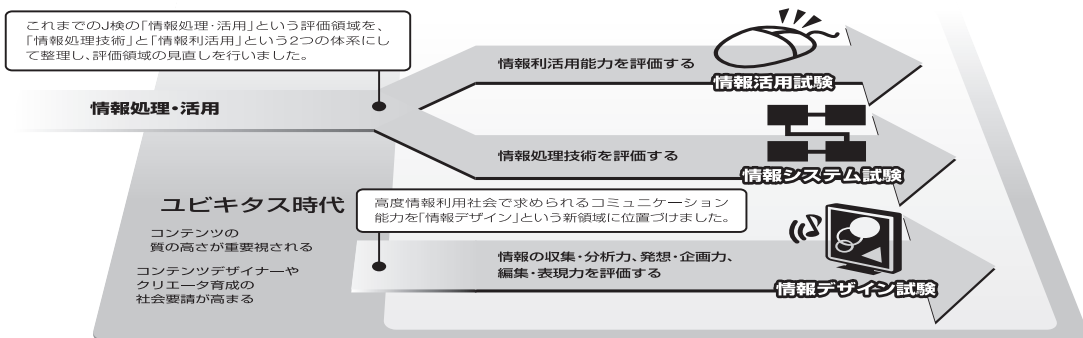 これまでのJ検の「情報処理・活用」という評価領域を、
「情報処理技術」と「情報利活用」という2つの体系にし
て整理し、評価領域の見直しを行いました。
情報処理・活用
情報利活用能力を評価する
情報活用試験
情報処理技術を評価する
情報システム試験
ユビキタス時代
コンテンツの
質の高さが重要視される
コンテンツデザイナーや
クリエータ育成の
社会要請が高まる
高度情報利用社会で求められるコミュニケーション
能力を「情報デザイン」という新領域に位置づけました。
情報の収集・分析力、発想・企画力、
編集・表現力を評価する
情報デザイン試験